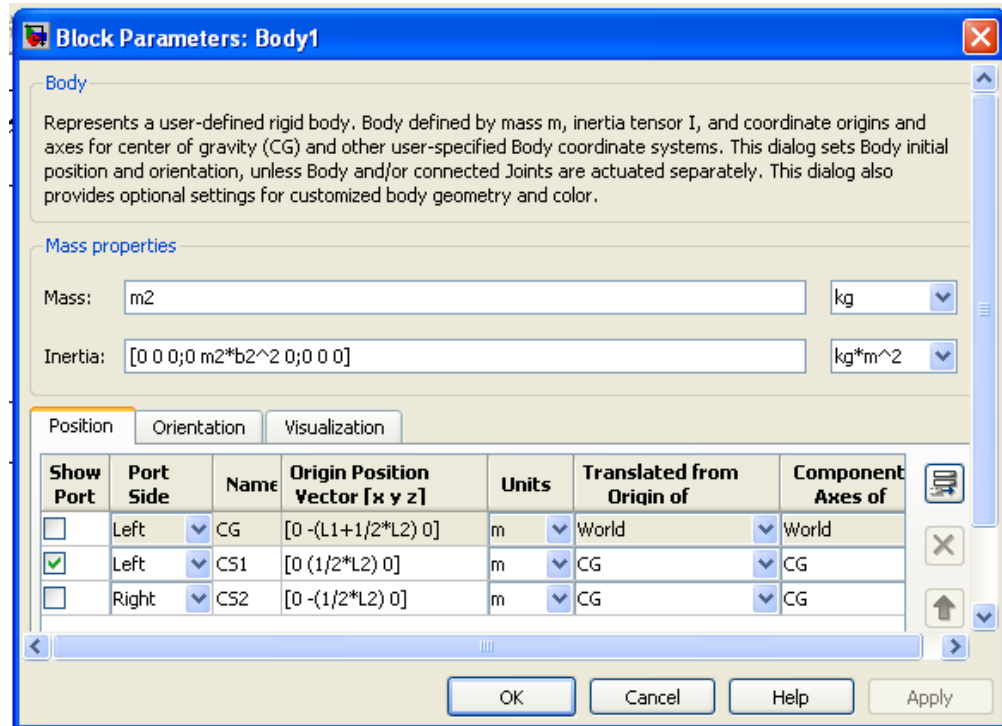 Block Parameters: Body1
Body
Represents a user-defined rigid body. Body defined by mass m, inertia tensor I, and coordinate origins and
axes for center of gravity (CG) and other user-specified Body coordinate systems. This dialog sets Body initial
position and orientation, unless Body and/or connected Joints are actuated separately. This dialog also
provides optional settings for customized body geometry and color.
Mass properties
Mass: m2 kg
Inertia: [0 0 0;0 m2*b2^2 0;0 0 0] kg*m^2
Position Orientation Visualization
Show Port Port Side Name Origin Position Vector [x y z] Units Translated from Origin of Component Axes of
Left CG [0 -(L1+1/2*L2) 0] m World World
Left CS1 [0 (1/2*L2) 0] m CG CG
Right CS2 [0 -(1/2*L2) 0] m CG CG
OK Cancel Help Apply